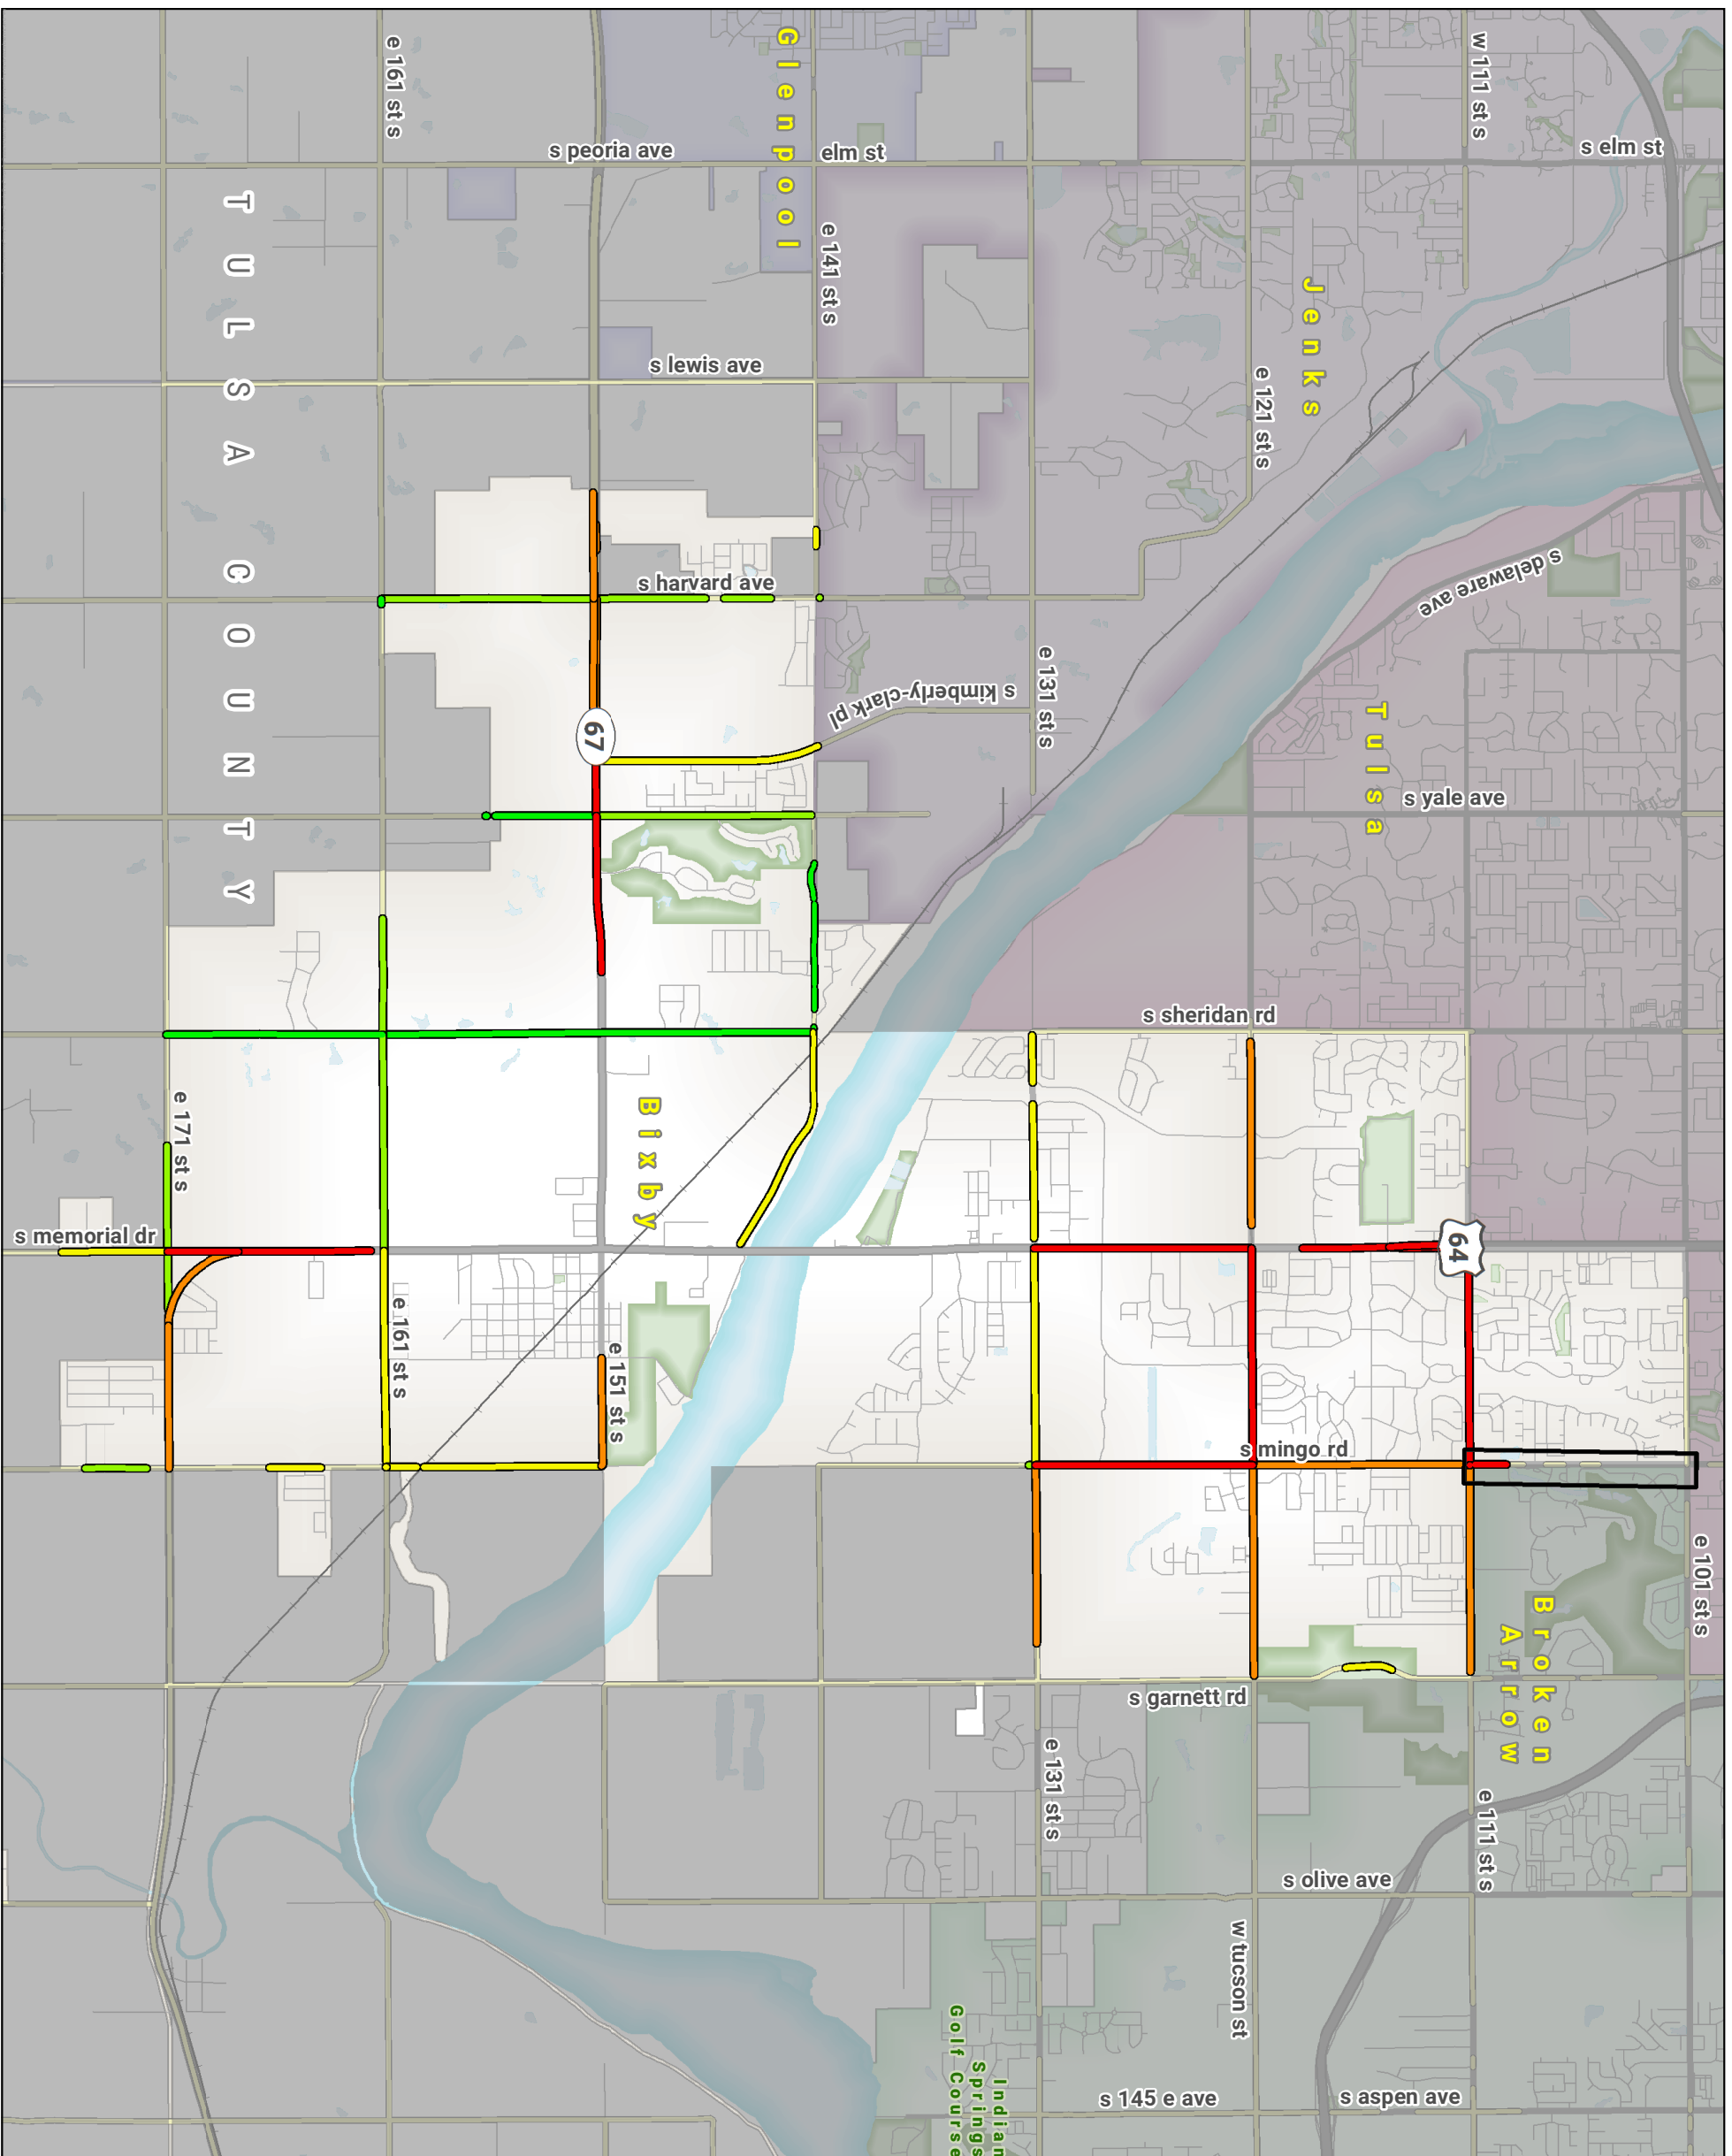 e 161 st s
Glenpool
w 111 st s
s peoria ave
elm st
s elm st
TULSA COUNTY
e 141 st s
Jenks
s lewis ave
e 121 st s
s delaware ave
s harvard ave
e 131 st s
s kimberly-clark pl
67
Tulsa
s yale ave
s sheridan rd
e 171 st s
Bixby
s memorial dr
64
e 161 st s
e 151 st s
s mingo rd
e 101 st s
Broken
Arrow
s garnett rd
e 131 st s
e 111 st s
s olive ave
w tucson st
Indian
Springs
Golf Course
s 145 e ave
s aspen ave